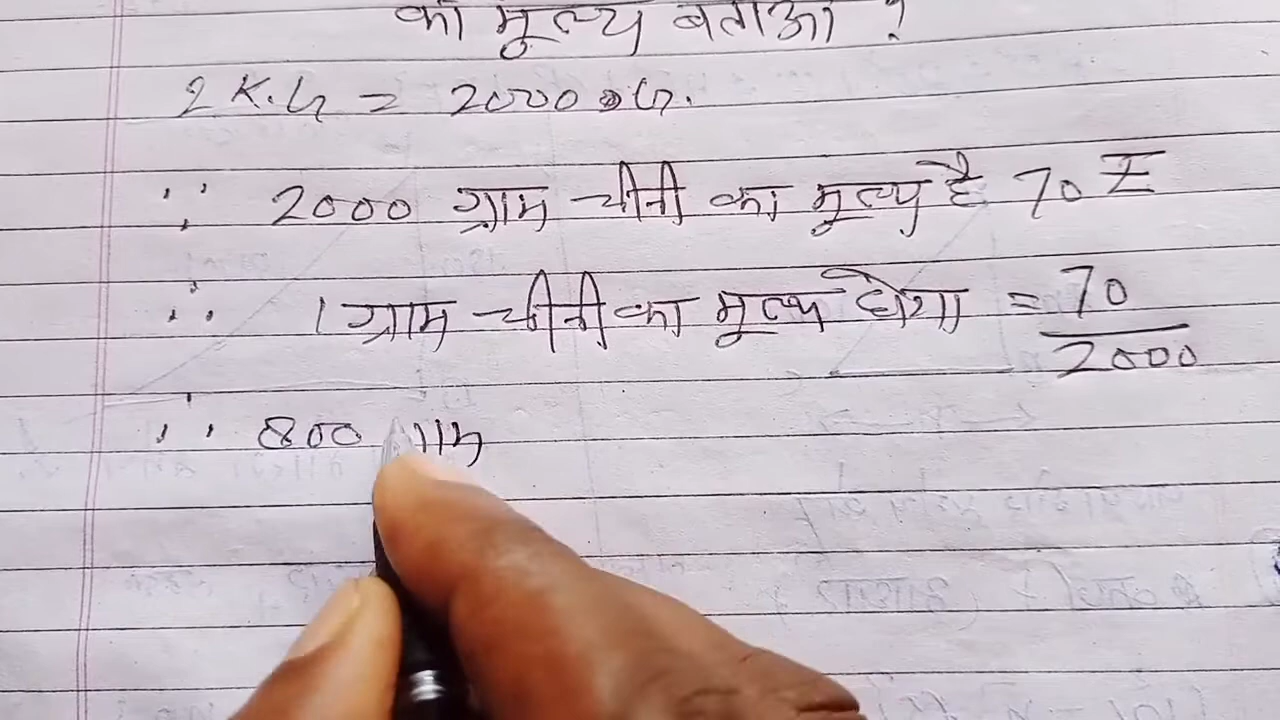 का मूल्य बताओ ?
2 K.G = 2000 G.
∵ 2000 ग्राम चीनी का मूल्य है 70 ₹
∴ 1 ग्राम चीनी का मूल्य होगा = 70/2000
∴ 800 ग्राम